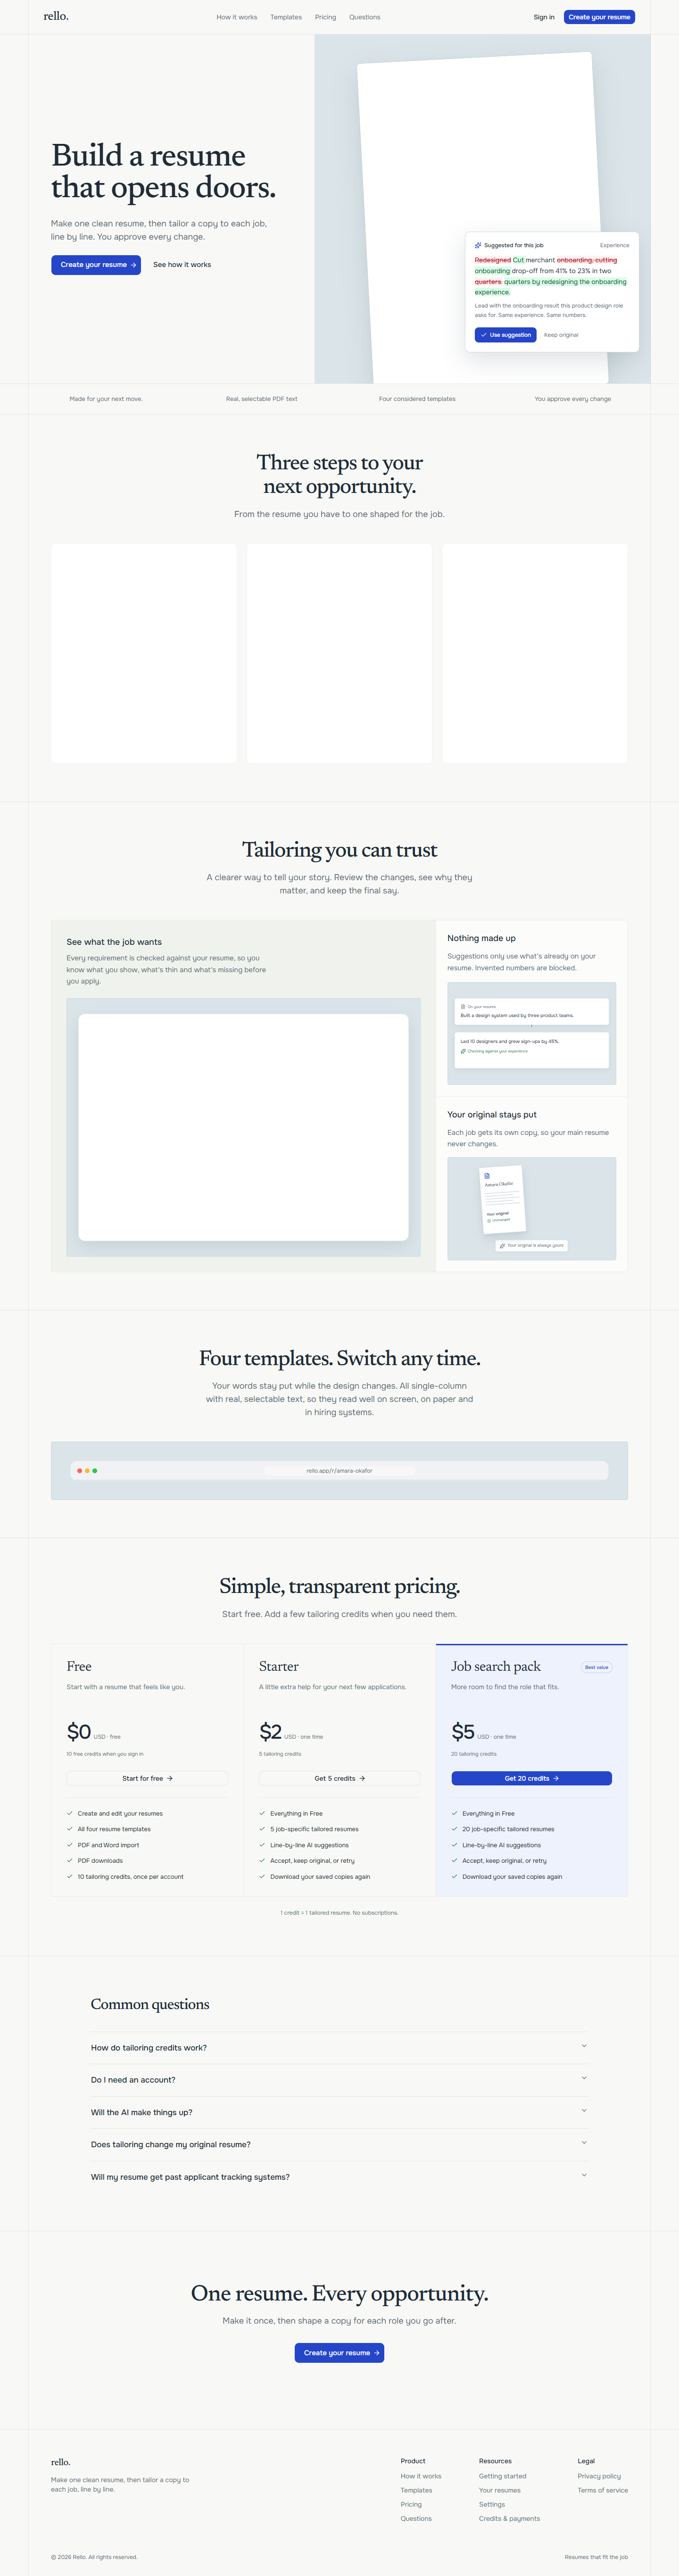 rello.
How it works
Templates
Pricing
Questions
Sign in
Create your resume
Build a resume
that opens doors.
Make one clean resume, then tailor a copy to each job,
line by line. You approve every change.
Create your resume
See how it works
Suggested for this job
Experience
Redesigned Cut merchant onboarding, cutting
onboarding drop-off from 41% to 23% in two
quarters. quarters by redesigning the onboarding
experience.
Lead with the onboarding result this product design role
asks for. Same experience. Same numbers.
Use suggestion
Keep original
Made for your next move.
Real, selectable PDF text
Four considered templates
You approve every change
Three steps to your
next opportunity.
From the resume you have to one shaped for the job.
Tailoring you can trust
A clearer way to tell your story. Review the changes, see why they
matter, and keep the final say.
See what the job wants
Every requirement is checked against your resume, so you
know what you show, what's thin and what's missing before
you apply.
Nothing made up
Suggestions only use what's already on your
resume. Invented numbers are blocked.
On your resume
Built a design system used by three product teams.
Led 10 designers and grew sign-ups by 45%.
Checking against your experience
Your original stays put
Each job gets its own copy, so your main resume
never changes.
Amara Okafor
Your original
Unchanged
Your original is always yours
Four templates. Switch any time.
Your words stay put while the design changes. All single-column
with real, selectable text, so they read well on screen, on paper and
in hiring systems.
rello.app/r/amara-okafor
Simple, transparent pricing.
Start free. Add a few tailoring credits when you need them.
Free
Start with a resume that feels like you.
$0 USD · free
10 free credits when you sign in
Start for free
Create and edit your resumes
All four resume templates
PDF and Word import
PDF downloads
10 tailoring credits, once per account
Starter
A little extra help for your next few applications.
$2 USD · one time
5 tailoring credits
Get 5 credits
Everything in Free
5 job-specific tailored resumes
Line-by-line AI suggestions
Accept, keep original, or retry
Download your saved copies again
Job search pack
Best value
More room to find the role that fits.
$5 USD · one time
20 tailoring credits
Get 20 credits
Everything in Free
20 job-specific tailored resumes
Line-by-line AI suggestions
Accept, keep original, or retry
Download your saved copies again
1 credit = 1 tailored resume. No subscriptions.
Common questions
How do tailoring credits work?
Do I need an account?
Will the AI make things up?
Does tailoring change my original resume?
Will my resume get past applicant tracking systems?
One resume. Every opportunity.
Make it once, then shape a copy for each role you go after.
Create your resume
rello.
Make one clean resume, then tailor a copy to
each job, line by line.
Product
How it works
Templates
Pricing
Questions
Resources
Getting started
Your resumes
Settings
Credits & payments
Legal
Privacy policy
Terms of service
© 2026 Rello. All rights reserved.
Resumes that fit the job